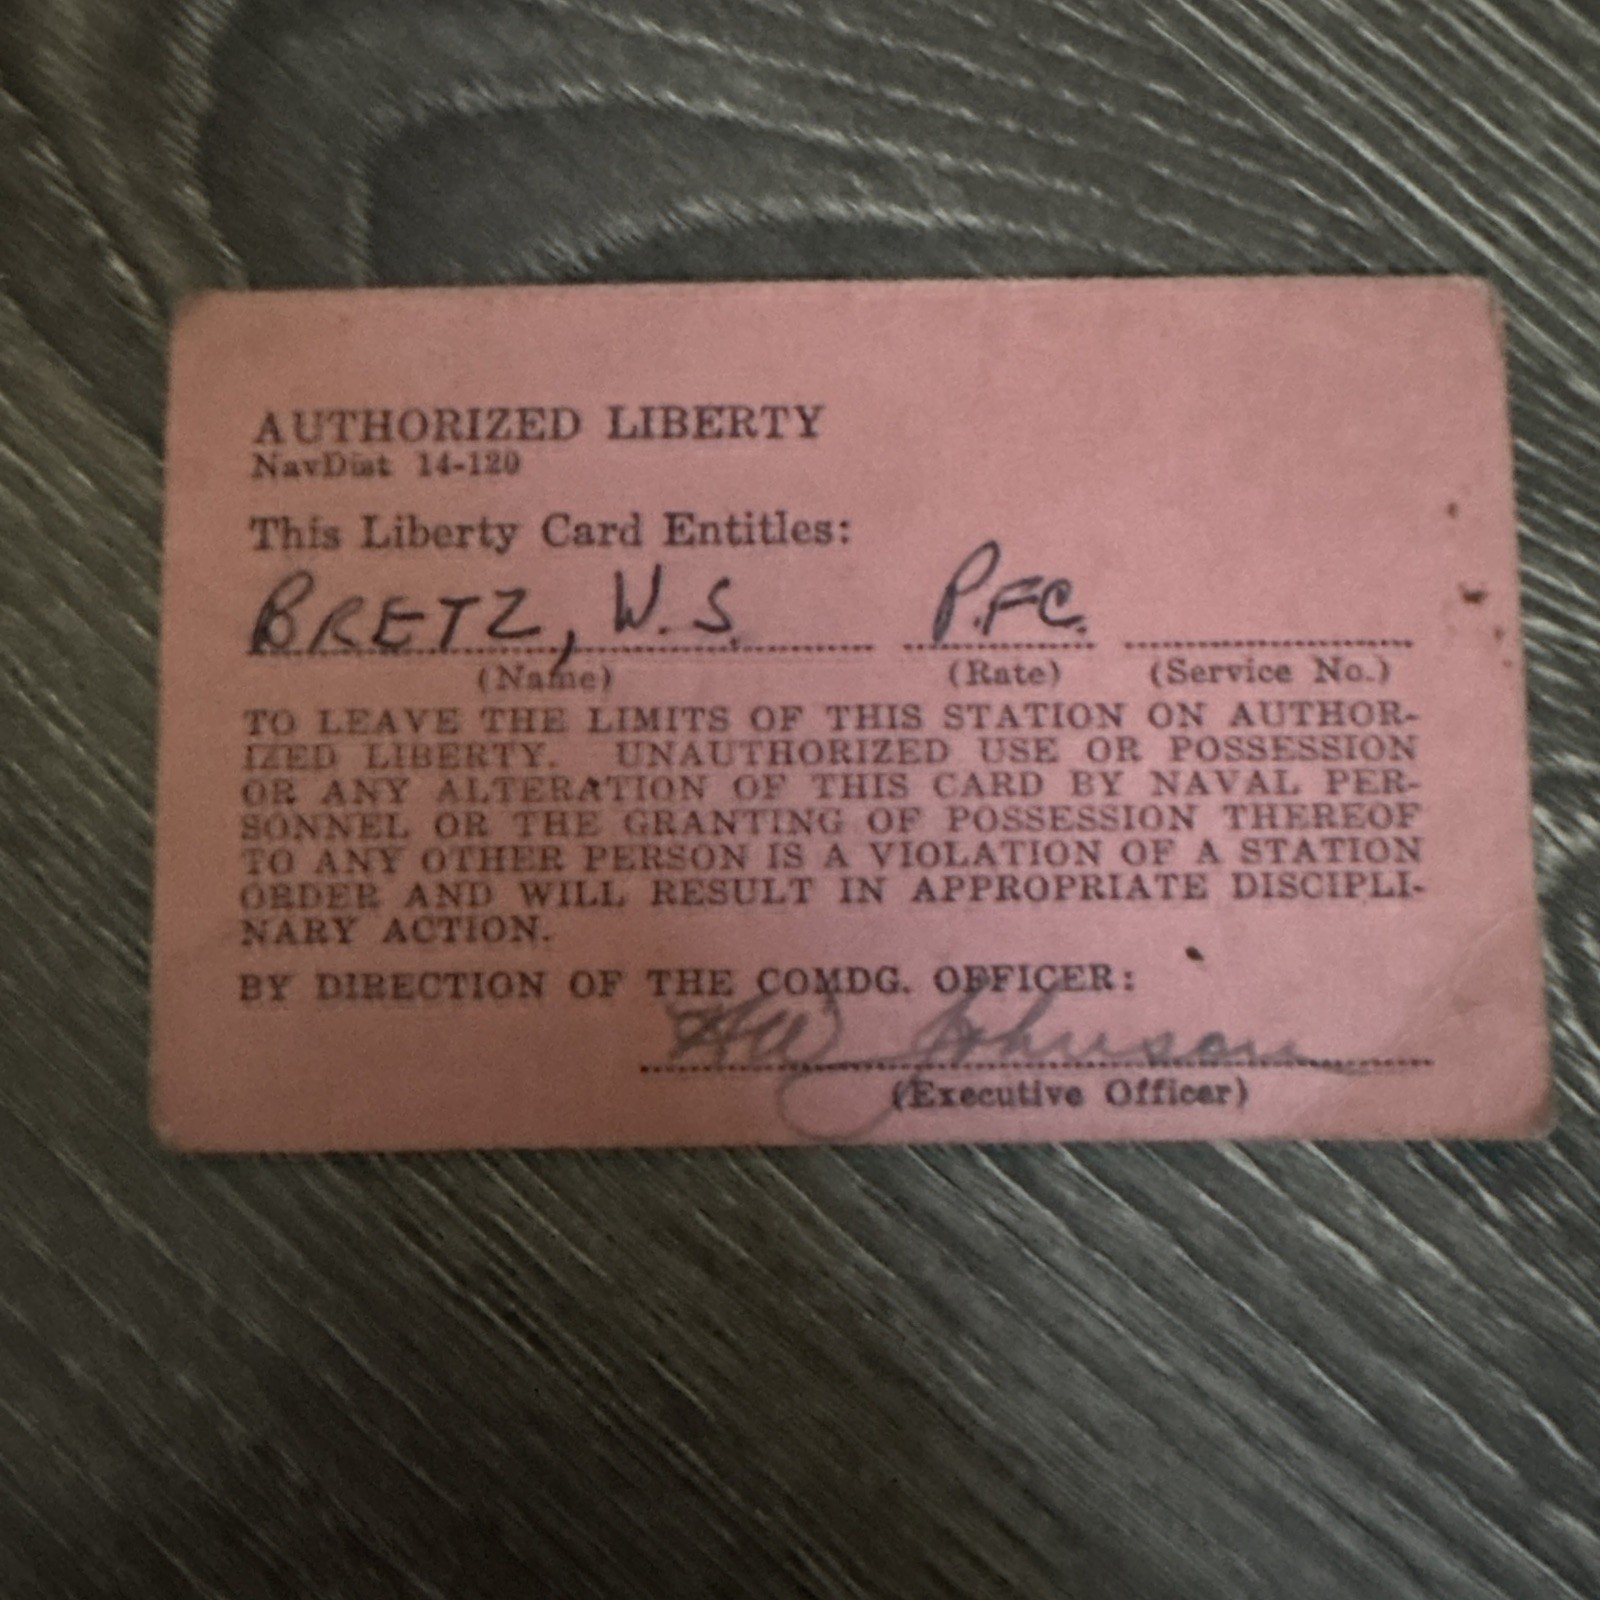 AUTHORIZED LIBERTY
NavDist 14-120
This Liberty Card Entitles:
BRETZ, W.S. P.FC.
(Name) (Rate) (Service No.)
TO LEAVE THE LIMITS OF THIS STATION ON AUTHOR-
IZED LIBERTY. UNAUTHORIZED USE OR POSSESSION
OR ANY ALTERATION OF THIS CARD BY NAVAL PER-
SONNEL OR THE GRANTING OF POSSESSION THEREOF
TO ANY OTHER PERSON IS A VIOLATION OF A STATION
ORDER AND WILL RESULT IN APPROPRIATE DISCIPLI-
NARY ACTION.
BY DIRECTION OF THE COMDG. OFFICER:
Johnson
(Executive Officer)